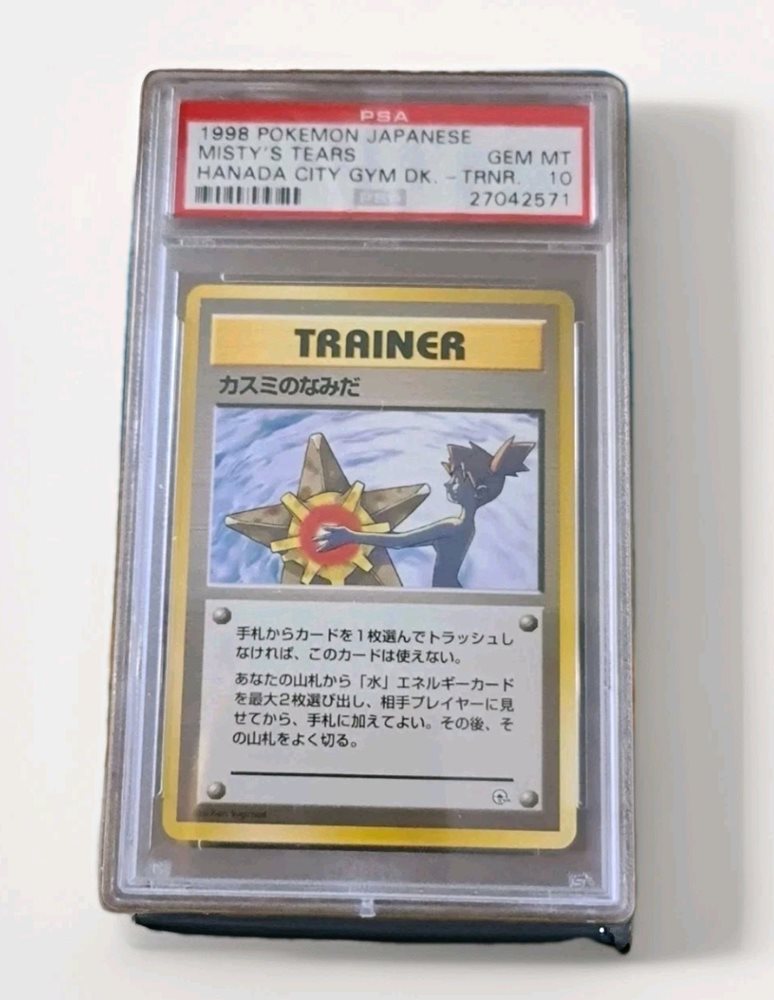 PSA
1998 POKEMON JAPANESE
MISTY'S TEARS GEM MT
HANADA CITY GYM DK. - TRNR. 10
27042571
TRAINER
カスミのなみだ
手札からカードを1枚選んでトラッシュし
なければ、このカードは使えない。
あなたの山札から「水」エネルギーカード
を最大2枚選び出し、相手プレイヤーに見
せてから、手札に加えてよい。その後、そ
の山札をよく切る。